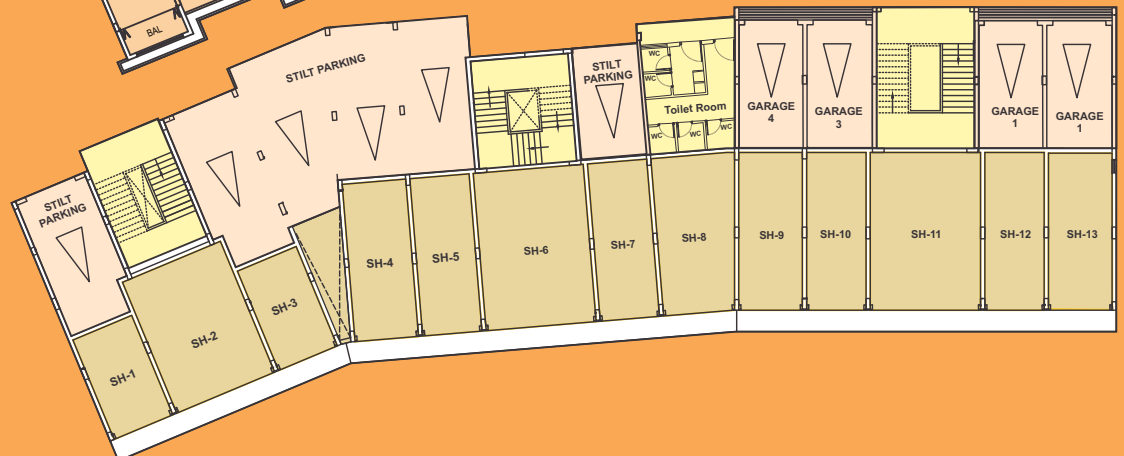 BAL
STILT PARKING
STILT
PARKING
WC
WC
Toilet Room
WC
WC
WC
GARAGE
4
GARAGE
3
GARAGE
1
GARAGE
1
STILT
PARKING
SH-1
SH-2
SH-3
SH-4
SH-5
SH-6
SH-7
SH-8
SH-9
SH-10
SH-11
SH-12
SH-13